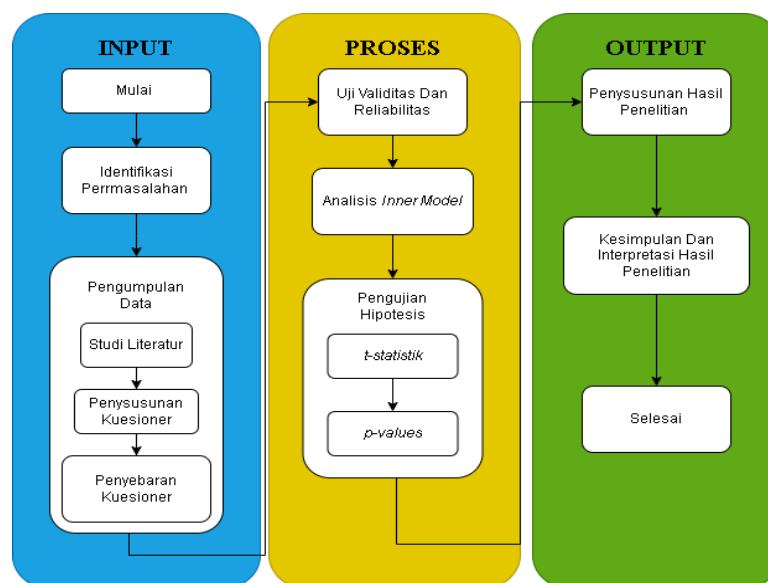 INPUT
Mulai
Identifikasi
Perrmasalahan
Pengumpulan
Data
Studi Literatur
Penysusunan
Kuesioner
Penyebaran
Kuesioner
PROSES
Uji Validitas Dan
Reliabilitas
Analisis Inner Model
Pengujian
Hipotesis
t-statistik
p-values
OUTPUT
Penysusunan Hasil
Penelitian
Kesimpulan Dan
Interpretasi Hasil
Penelitian
Selesai